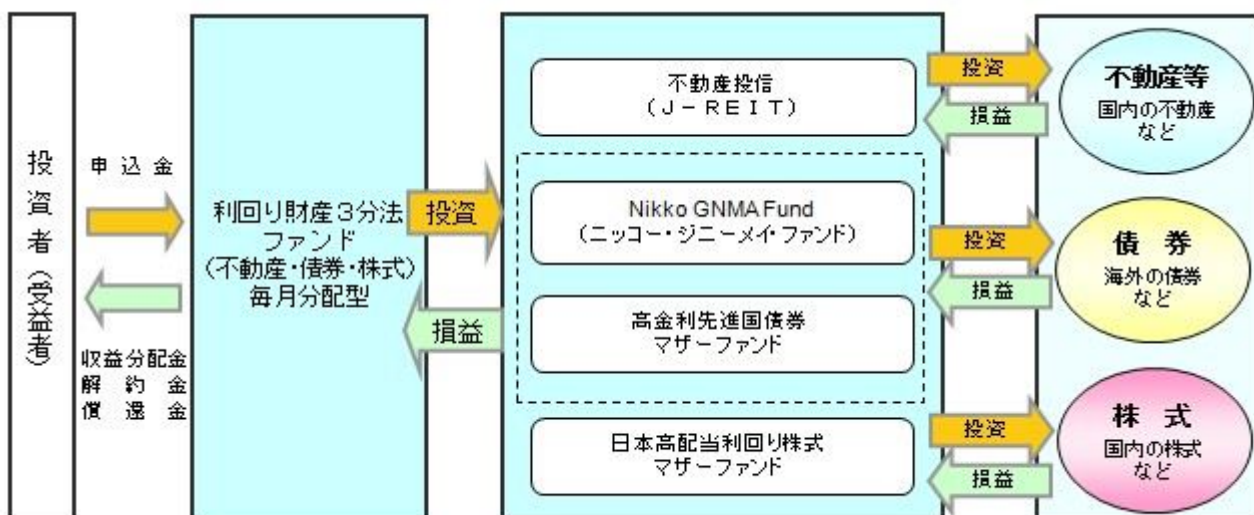 投資者（受益者）
申込金
収益分配金
解約金
償還金
利回り財産３分法
ファンド
（不動産・債券・株式）
毎月分配型
投資
損益
不動産投信
（Ｊ－ＲＥＩＴ）
Nikko GNMA Fund
（ニッコー・ジニーメイ・ファンド）
高金利先進国債券
マザーファンド
日本高配当利回り株式
マザーファンド
投資
損益
投資
損益
投資
損益
不動産等
国内の不動産
など
債　券
海外の債券
など
株　式
国内の株式
など